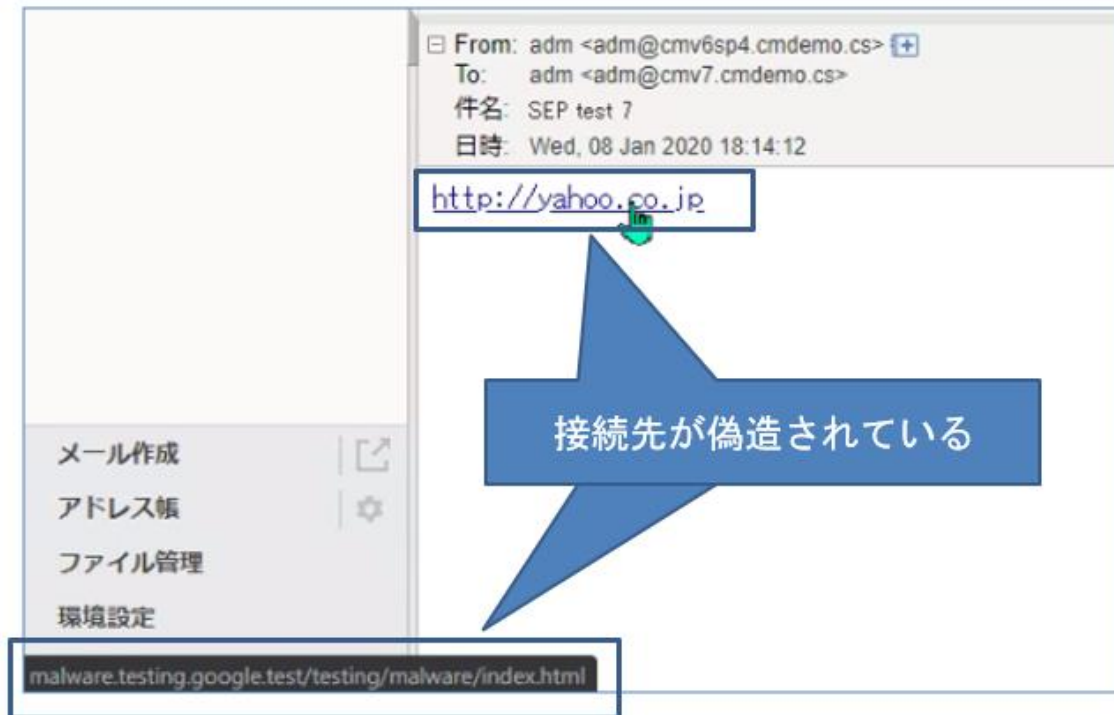 From: adm <adm@cmv6sp4.cmdemo.cs>
To: adm <adm@cmv7.cmdemo.cs>
件名: SEP test 7
日時: Wed, 08 Jan 2020 18:14:12
http://yahoo.co.jp
接続先が偽造されている
メール作成
アドレス帳
ファイル管理
環境設定
malware.testing.google.test/testing/malware/index.html